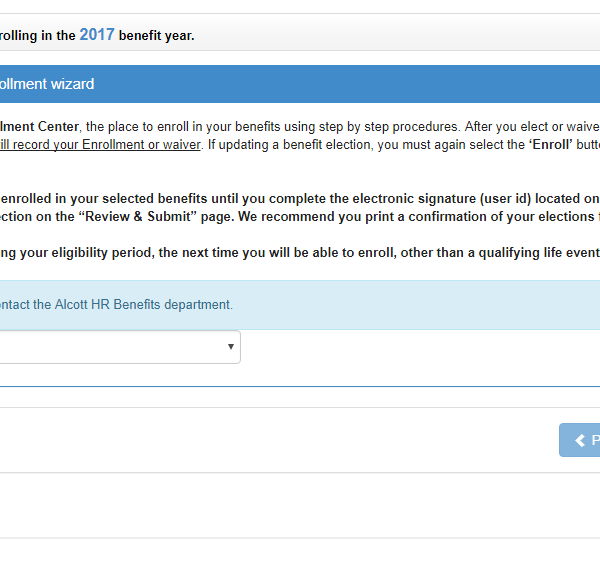 rolling in the 2017 benefit year.
ollment wizard
llment Center, the place to enroll in your benefits using step by step procedures. After you elect or waive
ill record your Enrollment or waiver. If updating a benefit election, you must again select the ‘Enroll’ butt
enrolled in your selected benefits until you complete the electronic signature (user id) located on
ction on the “Review & Submit” page. We recommend you print a confirmation of your elections f
ng your eligibility period, the next time you will be able to enroll, other than a qualifying life event
ontact the Alcott HR Benefits department.
P